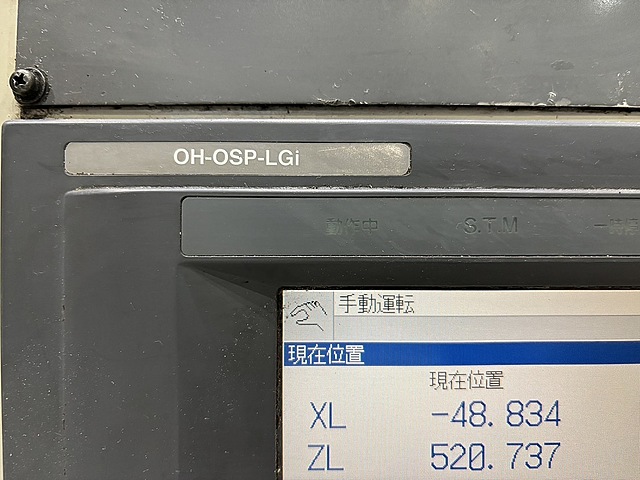 OH-OSP-LGi
動作中 S.T.M
手動運転
現在位置
現在位置
XL -48.834
ZL 520.737